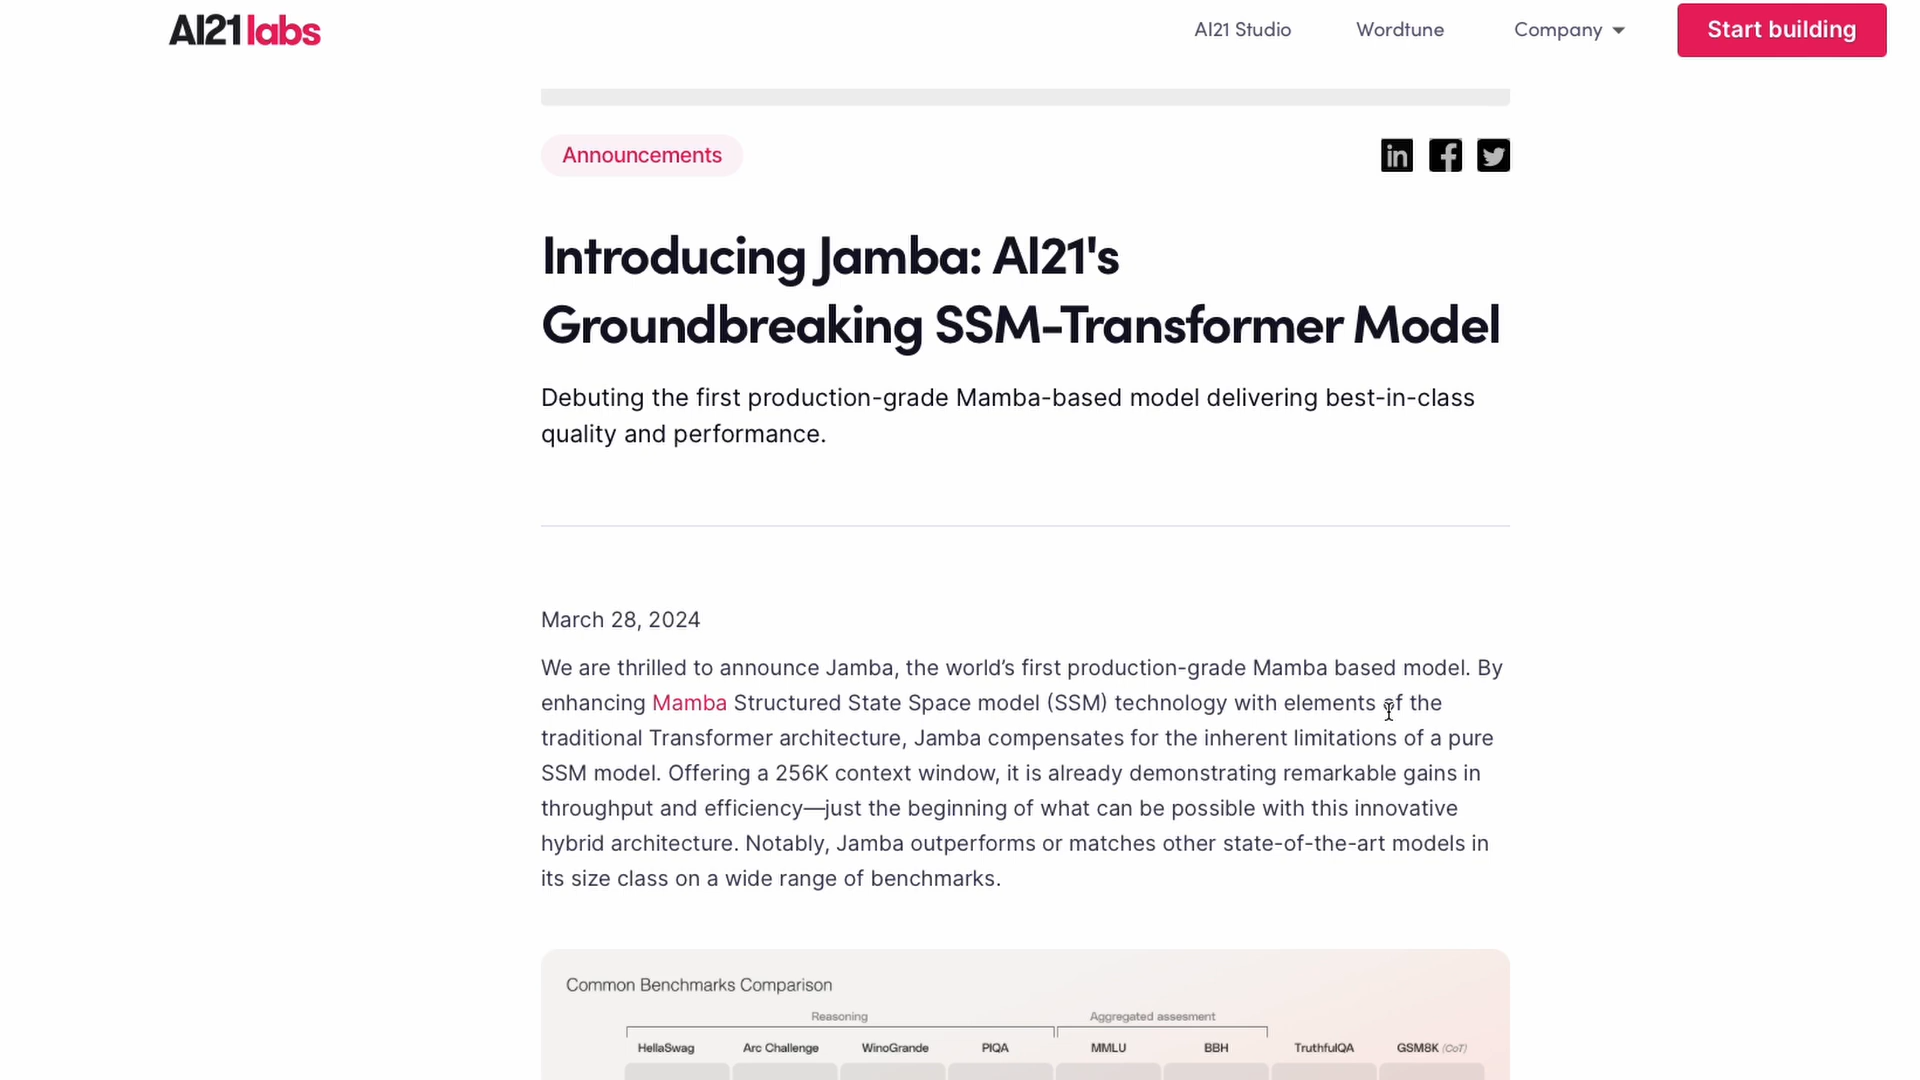 AI21labs
AI21 Studio
Wordtune
Company
Start building
Announcements
Introducing Jamba: AI21's
Groundbreaking SSM-Transformer Model
Debuting the first production-grade Mamba-based model delivering best-in-class
quality and performance.
March 28, 2024
We are thrilled to announce Jamba, the world’s first production-grade Mamba based model. By
enhancing Mamba Structured State Space model (SSM) technology with elements of the
traditional Transformer architecture, Jamba compensates for the inherent limitations of a pure
SSM model. Offering a 256K context window, it is already demonstrating remarkable gains in
throughput and efficiency—just the beginning of what can be possible with this innovative
hybrid architecture. Notably, Jamba outperforms or matches other state-of-the-art models in
its size class on a wide range of benchmarks.
Common Benchmarks Comparison
Reasoning
Aggregated assesment
HellaSwag
Arc Challenge
WinoGrande
PIQA
MMLU
BBH
TruthfulQA
GSM8K (CoT)